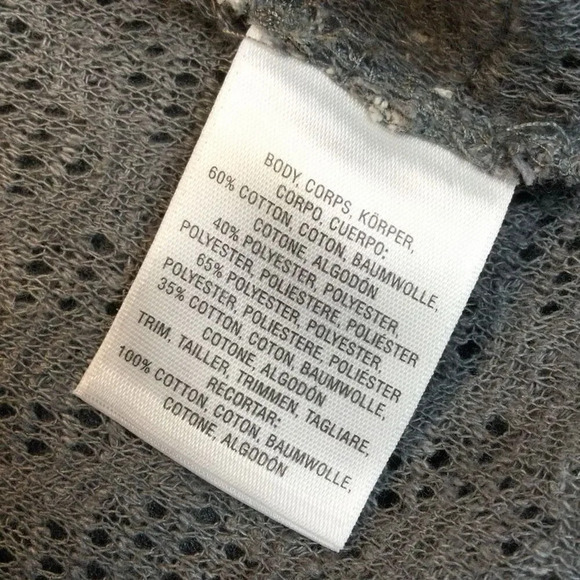 BODY, CORPS, KÖRPER,
CORPO, CUERPO:
60% COTTON, COTON, BAUMWOLLE,
COTONE, ALGODÓN
40% POLYESTER, POLYESTER,
POLYESTER, POLIESTERE, POLIESTER
65% POLYESTER, POLYESTER,
POLYESTER, POLIESTERE, POLIESTER
35% COTTON, COTON, BAUMWOLLE,
COTONE, ALGODÓN
TRIM, TAILLER, TRIMMEN, TAGLIARE,
RECORTAR:
100% COTTON, COTON, BAUMWOLLE,
COTONE, ALGODÓN